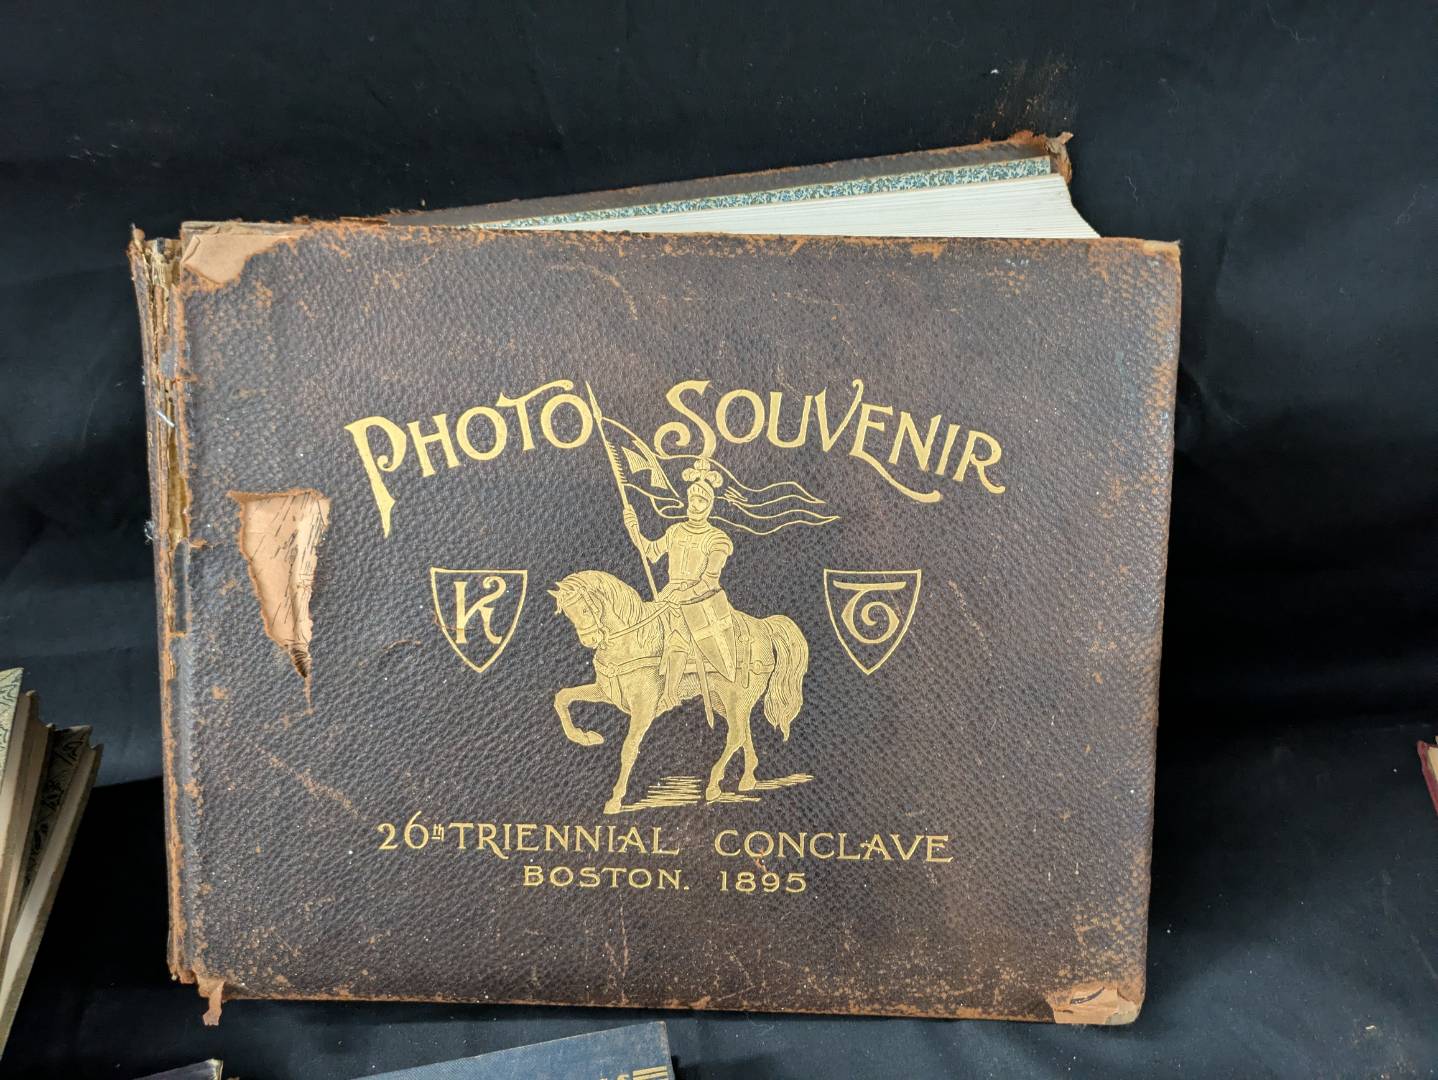 PHOTO SOUVENIR
K T
26th TRIENNIAL CONCLAVE
BOSTON. 1895